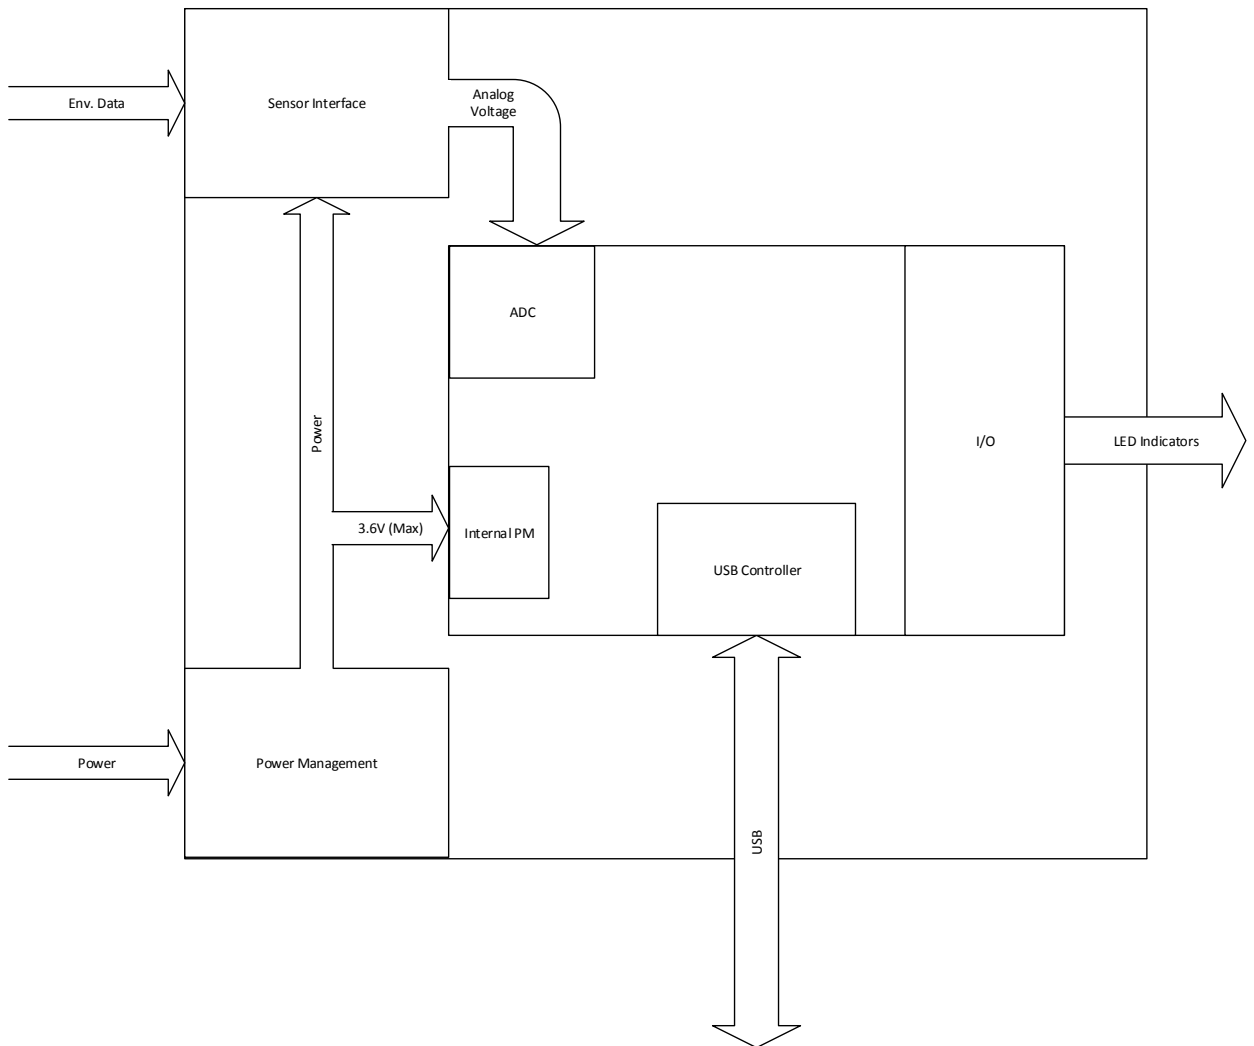 Env. Data
Sensor Interface
Analog
Voltage
ADC
Power
I/O
LED Indicators
3.6V (Max)
Internal PM
USB Controller
Power
Power Management
USB